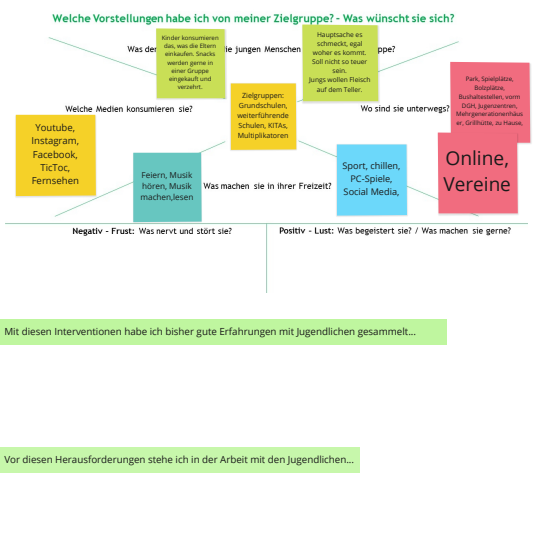 Welche Vorstellungen habe ich von meiner Zielgruppe? – Was wünscht sie sich?
Kinder konsumieren
das, was die Eltern
einkaufen. Snacks
werden gerne in
einer Gruppe
eingekauft und
verzehrt.
Hauptsache es
schmeckt, egal
woher es kommt.
Soll nicht so teuer
sein.
Jungs wollen Fleisch
auf dem Teller.
Was der die jungen Menschen ppe?
Park, Spielplätze,
Bolzplätze,
Bushaltestellen, vorm
DGH, Jugenzentren,
Mehrgenerationenhäus
er, Grillhütte, zu Hause,
Zielgruppen:
Grundschulen,
weiterführende
Schulen, KITAs,
Multiplikatoren
Welche Medien konsumieren sie?
Wo sind sie unterwegs?
Youtube,
Instagram,
Facebook,
TicToc,
Fernsehen
Online,
Vereine
Feiern, Musik
hören, Musik
machen,lesen
Was machen sie in ihrer Freizeit?
Sport, chillen,
PC-Spiele,
Social Media,
Negativ – Frust: Was nervt und stört sie?
Positiv – Lust: Was begeistert sie? / Was machen sie gerne?
Mit diesen Interventionen habe ich bisher gute Erfahrungen mit Jugendlichen gesammelt...
Vor diesen Herausforderungen stehe ich in der Arbeit mit den Jugendlichen...